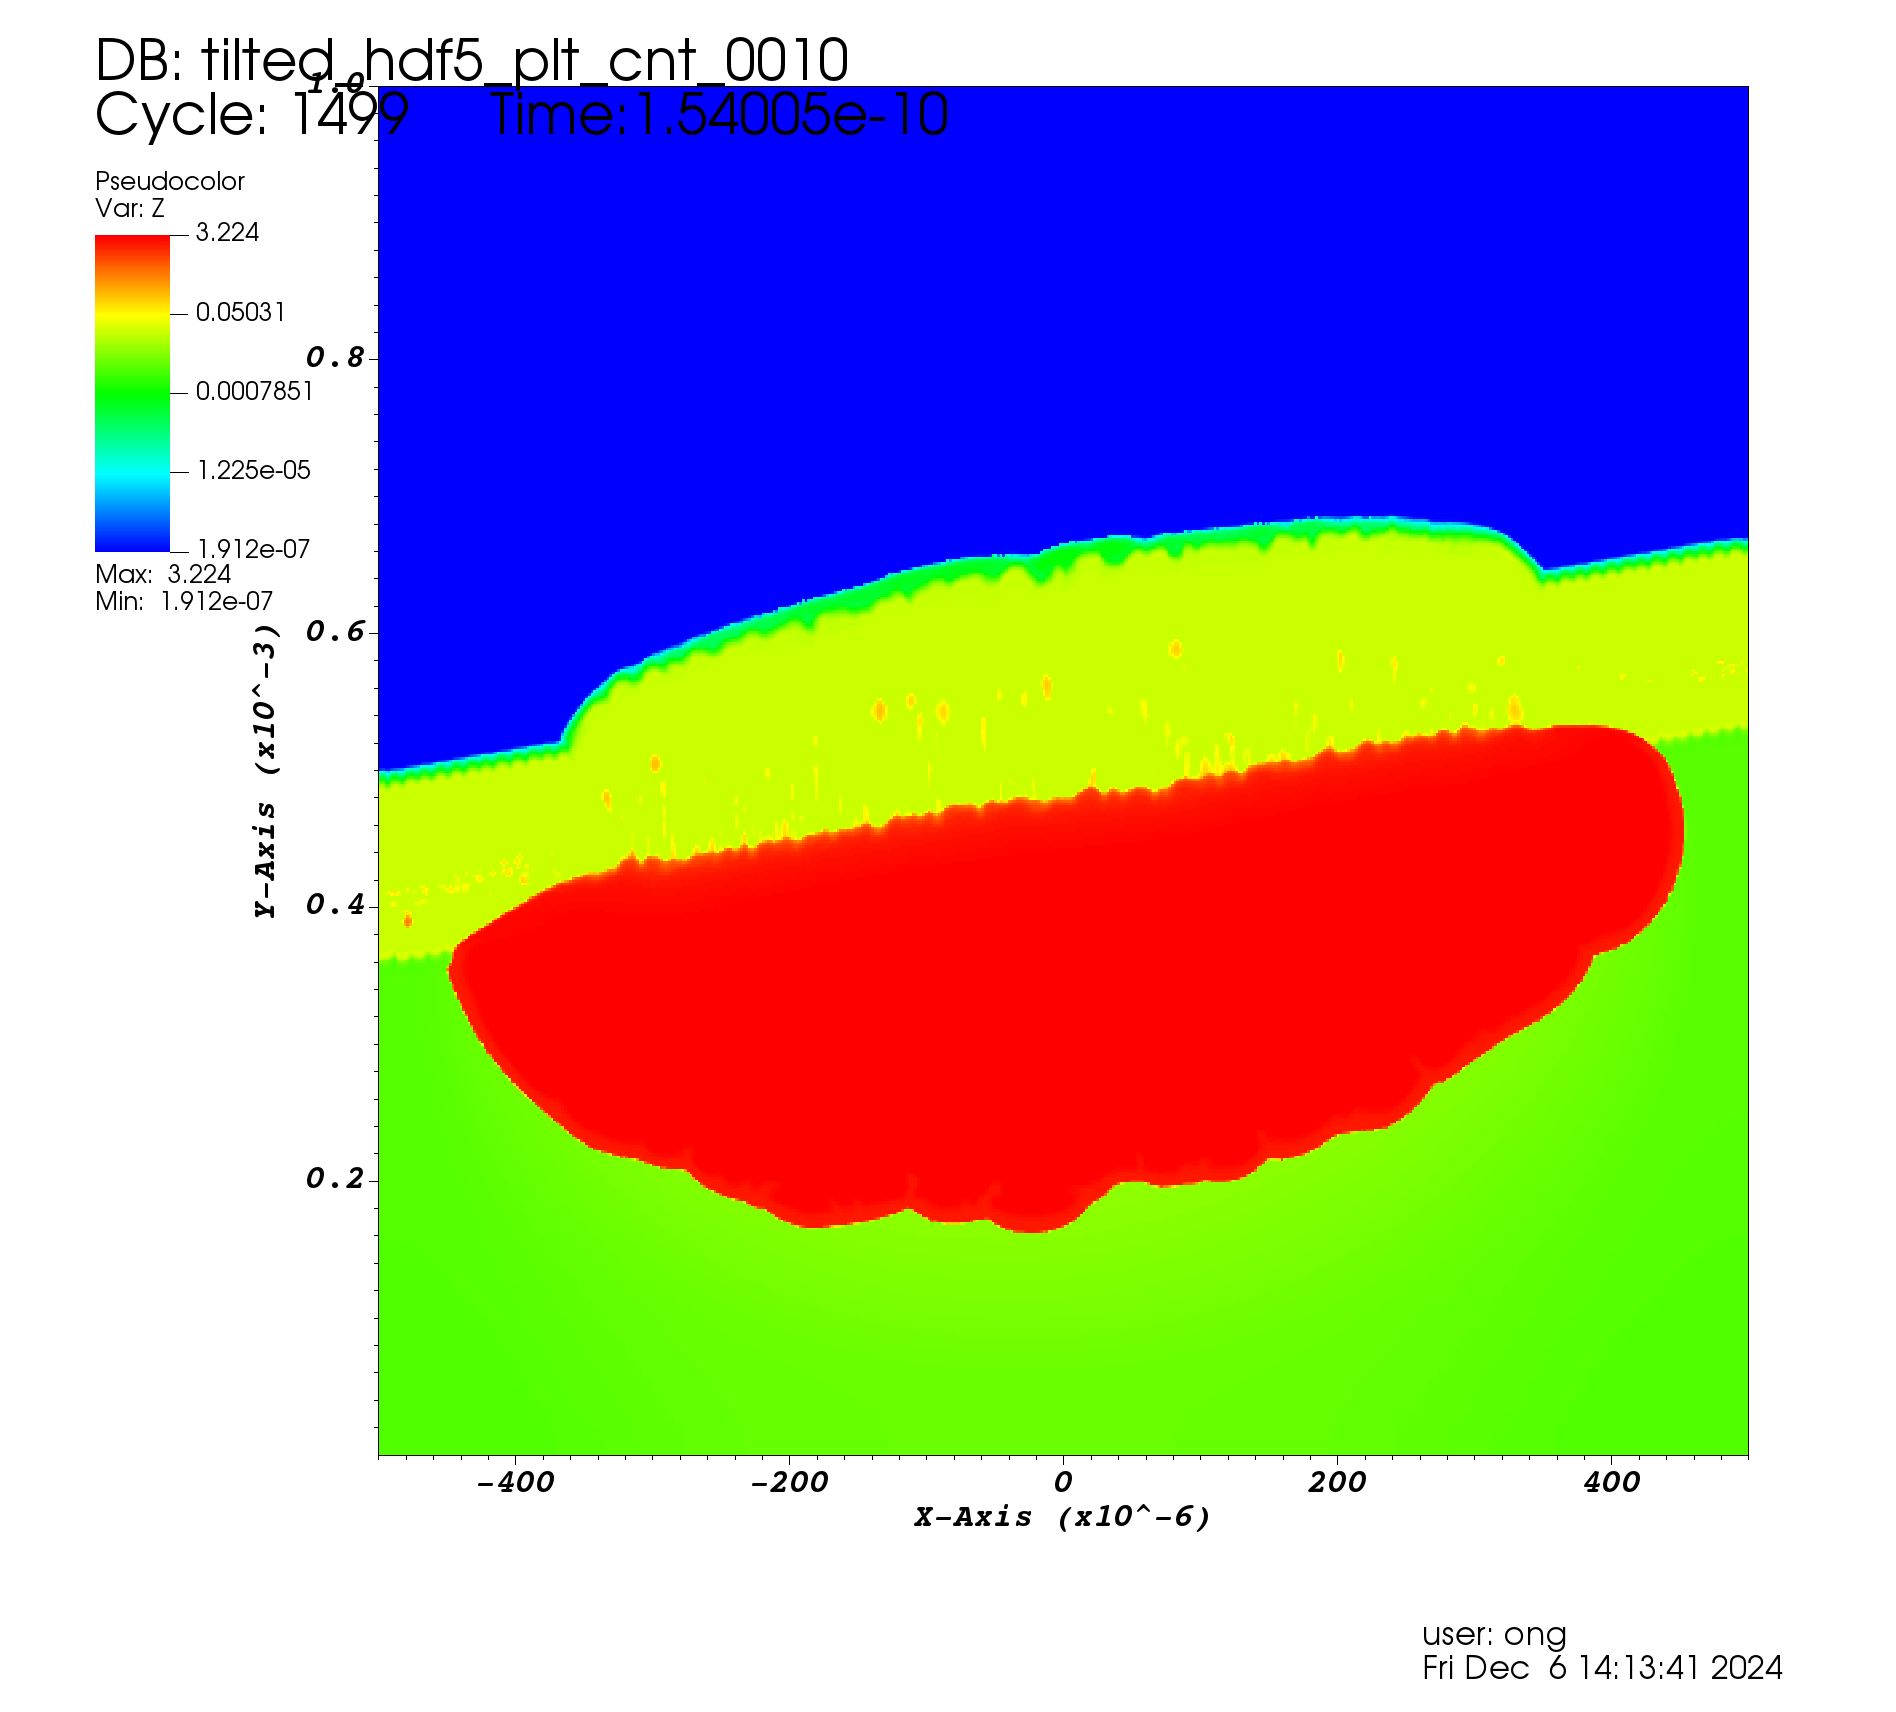 DB: tilted_hdf5_plt_cnt_0010
Cycle: 1499 Time:1.54005e-10
Pseudocolor
Var: Z
3.224
0.05031
0.0007851
1.225e-05
1.912e-07
Max: 3.224
Min: 1.912e-07
1.0
0.8
0.6
0.4
0.2
Y-Axis (x10^-3)
-400
-200
0
200
400
X-Axis (x10^-6)
user: ong
Fri Dec 6 14:13:41 2024